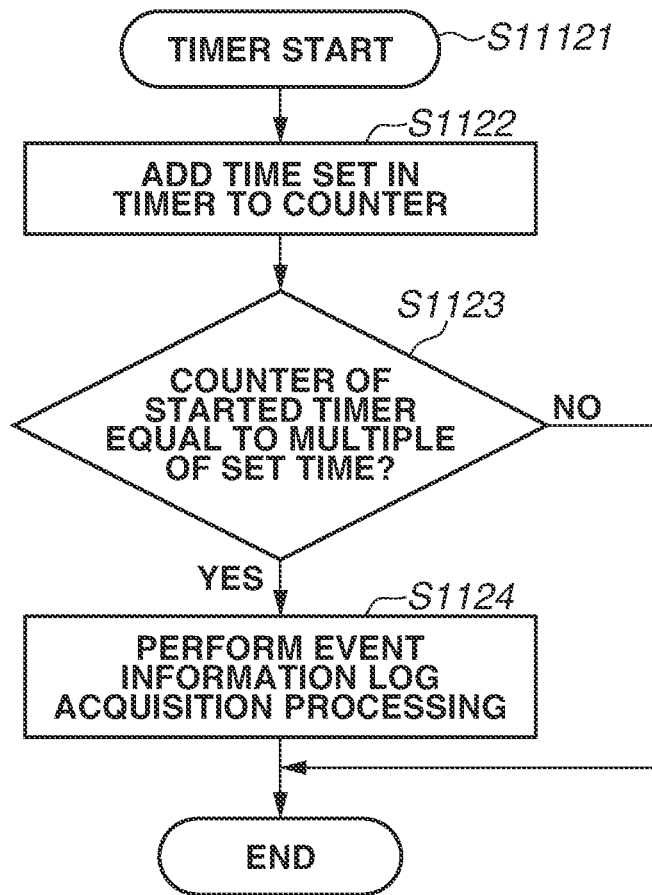 TIMER START
S11121
S1122
ADD TIME SET IN
TIMER TO COUNTER
S1123
COUNTER OF
STARTED TIMER
EQUAL TO MULTIPLE
OF SET TIME?
NO
YES
S1124
PERFORM EVENT
INFORMATION LOG
ACQUISITION PROCESSING
END